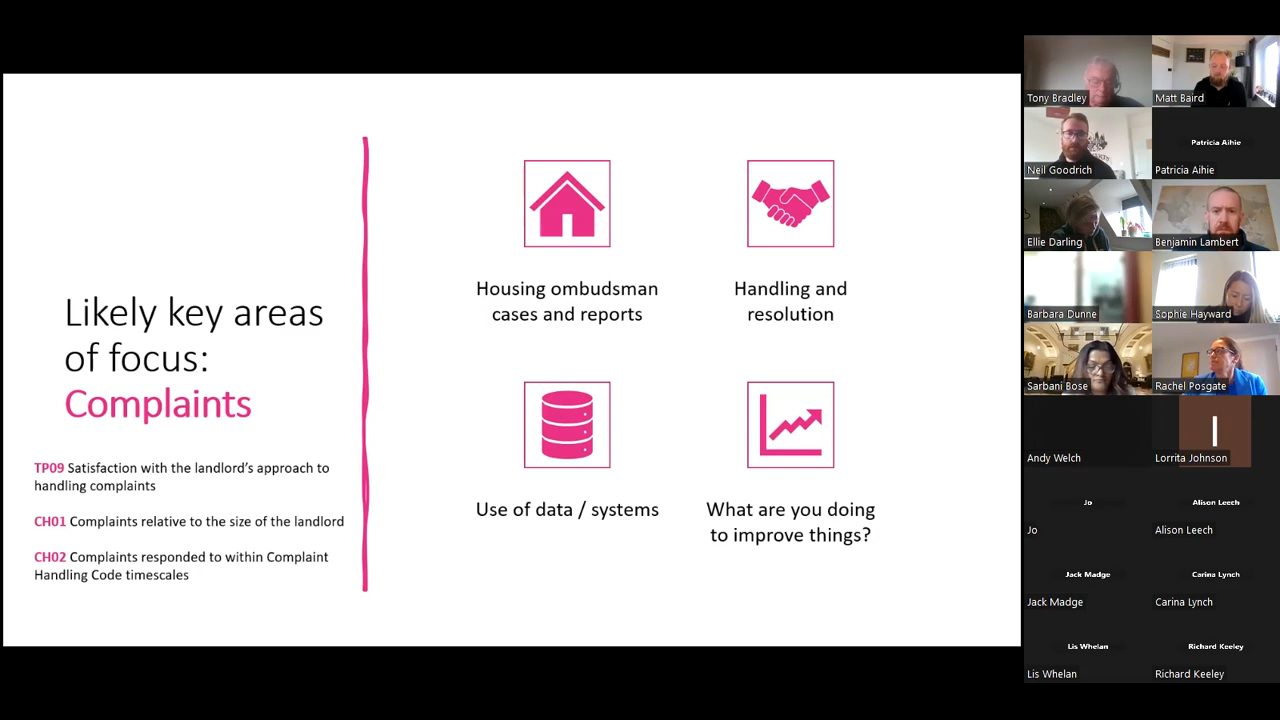 Likely key areas
of focus:
Complaints
TP09 Satisfaction with the landlord's approach to
handling complaints
CH01 Complaints relative to the size of the landlord
CH02 Complaints responded to within Complaint
Handling Code timescales
Housing ombudsman
cases and reports
Handling and
resolution
Use of data / systems
What are you doing
to improve things?
Tony Bradley
Matt Baird
Neil Goodrich
Patricia Aihie
Patricia Aihie
Ellie Darling
Benjamin Lambert
Barbara Dunne
Sophie Hayward
Sarbani Bose
Rachel Posgate
Andy Welch
I
Lorrita Johnson
Jo
Jo
Alison Leech
Alison Leech
Jack Madge
Jack Madge
Carina Lynch
Carina Lynch
Lis Whelan
Lis Whelan
Richard Keeley
Richard Keeley